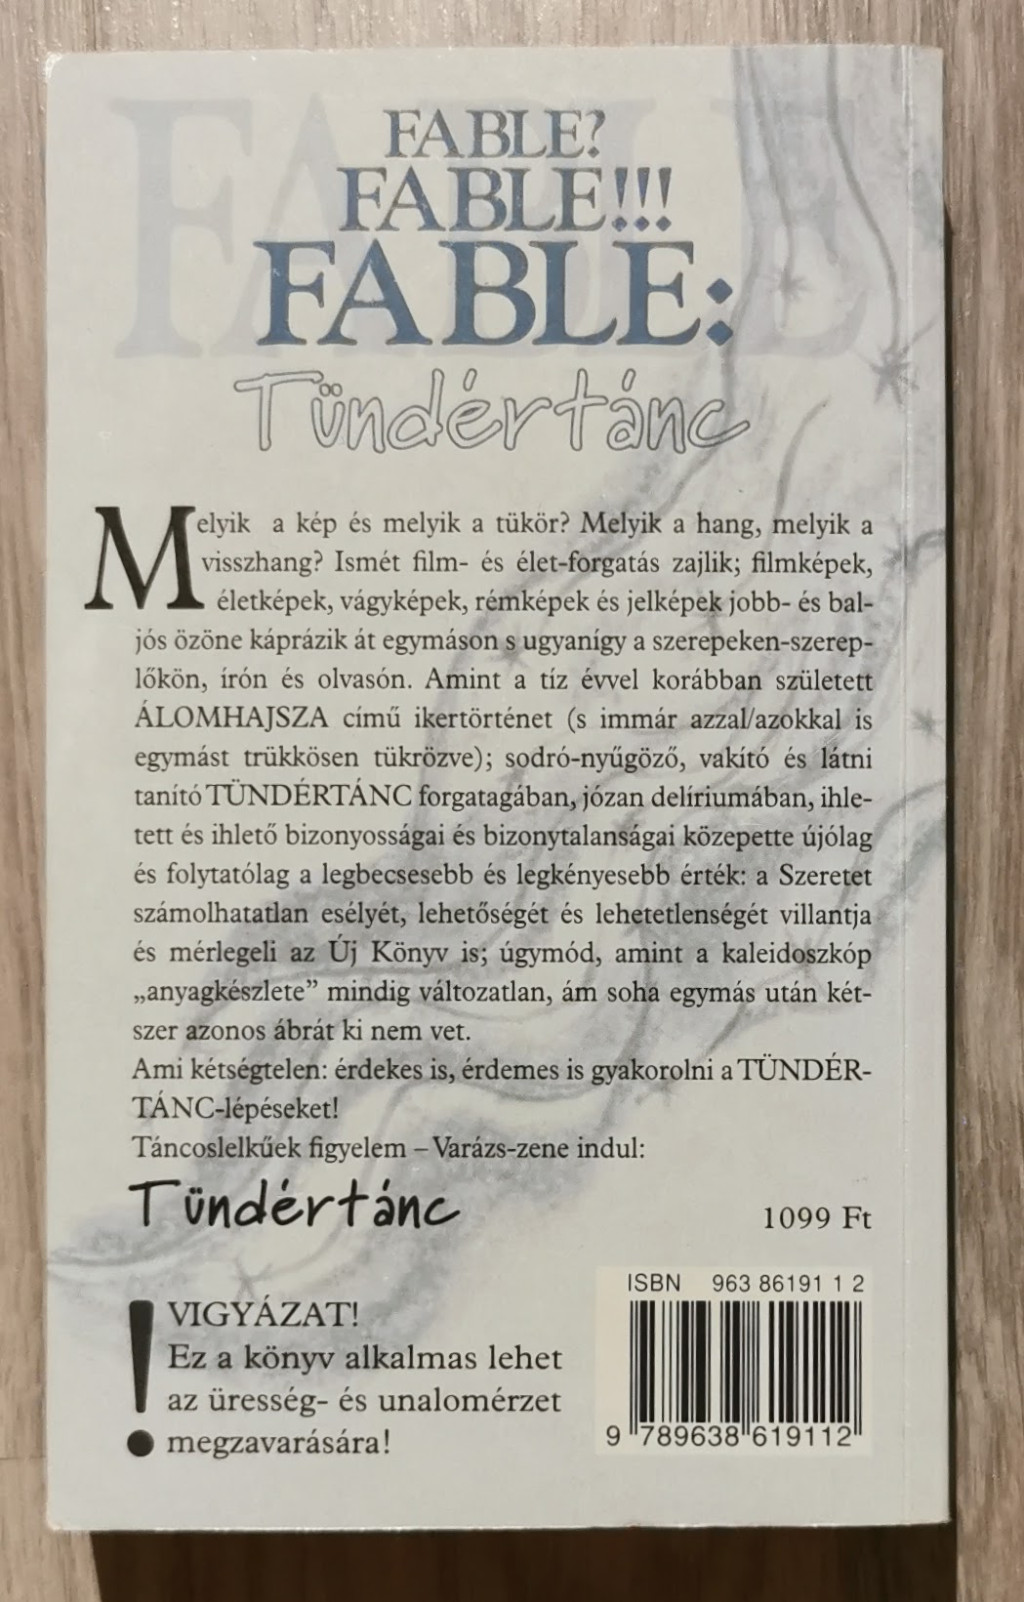 FABLE
FABLE?
FABLE!!!
FABLE:
Tündértánc
Melyik a kép és melyik a tükör? Melyik a hang, melyik a
visszhang? Ismét film- és élet-forgatás zajlik; filmképek,
életképek, vágyképek, rémképek és jelképek jobb- és bal-
jós özöne káprázik át egymáson s ugyanígy a szerepeken-szerep-
lőkön, írón és olvasón. Amint a tíz évvel korábban született
ÁLOMHAJSZA című ikertörténet (s immár azzal/azokkal is
egymást trükkösen tükrözve); sodró-nyűgöző, vakító és látni
tanító TÜNDÉRTÁNC forgatagában, józan delíriumában, ihle-
tett és ihlető bizonyosságai és bizonytalanságai közepette újólag
és folytatólag a legbecsesebb és legkényesebb érték: a Szeretet
számolhatatlan esélyét, lehetőségét és lehetetlenségét villantja
és mérlegeli az Új Könyv is; úgymód, amint a kaleidoszkóp
„anyagkészlete” mindig változatlan, ám soha egymás után két-
szer azonos ábrát ki nem vet.
Ami kétségtelen: érdekes is, érdemes is gyakorolni a TÜNDÉR-
TÁNC-lépéseket!
Táncoslelkűek figyelem – Varázs-zene indul:
Tündértánc
1099 Ft
! VIGYÁZAT!
Ez a könyv alkalmas lehet
az üresség- és unalomérzet
megzavarására!
ISBN 963 86191 1 2
9 789638 619112